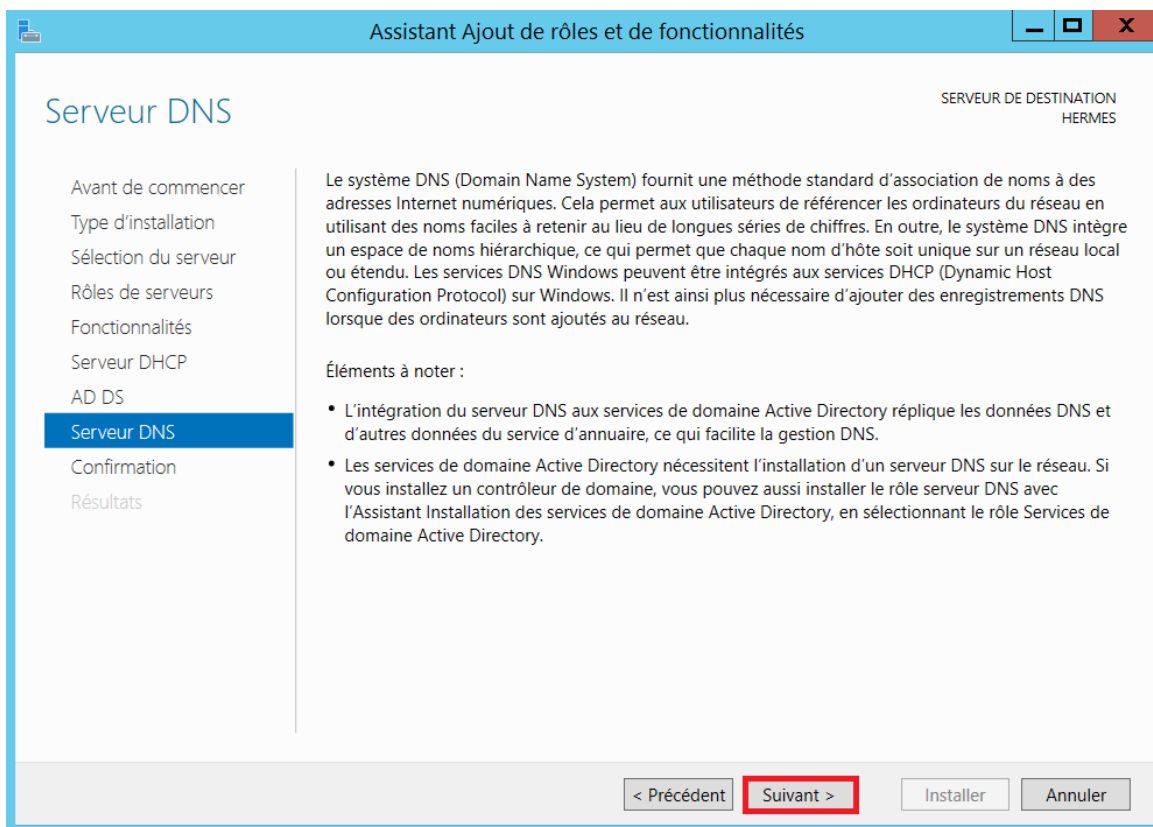 Assistant Ajout de rôles et de fonctionnalités
Serveur DNS
SERVEUR DE DESTINATION
HERMES
Avant de commencer
Type d'installation
Sélection du serveur
Rôles de serveurs
Fonctionnalités
Serveur DHCP
AD DS
Serveur DNS
Confirmation
Résultats
Le système DNS (Domain Name System) fournit une méthode standard d'association de noms à des
adresses Internet numériques. Cela permet aux utilisateurs de référencer les ordinateurs du réseau en
utilisant des noms faciles à retenir au lieu de longues séries de chiffres. En outre, le système DNS intègre
un espace de noms hiérarchique, ce qui permet que chaque nom d'hôte soit unique sur un réseau local
ou étendu. Les services DNS Windows peuvent être intégrés aux services DHCP (Dynamic Host
Configuration Protocol) sur Windows. Il n'est ainsi plus nécessaire d'ajouter des enregistrements DNS
lorsque des ordinateurs sont ajoutés au réseau.
Éléments à noter :
• L'intégration du serveur DNS aux services de domaine Active Directory réplique les données DNS et
d'autres données du service d'annuaire, ce qui facilite la gestion DNS.
• Les services de domaine Active Directory nécessitent l'installation d'un serveur DNS sur le réseau. Si
vous installez un contrôleur de domaine, vous pouvez aussi installer le rôle serveur DNS avec
l'Assistant Installation des services de domaine Active Directory, en sélectionnant le rôle Services de
domaine Active Directory.
< Précédent
Suivant >
Installer
Annuler